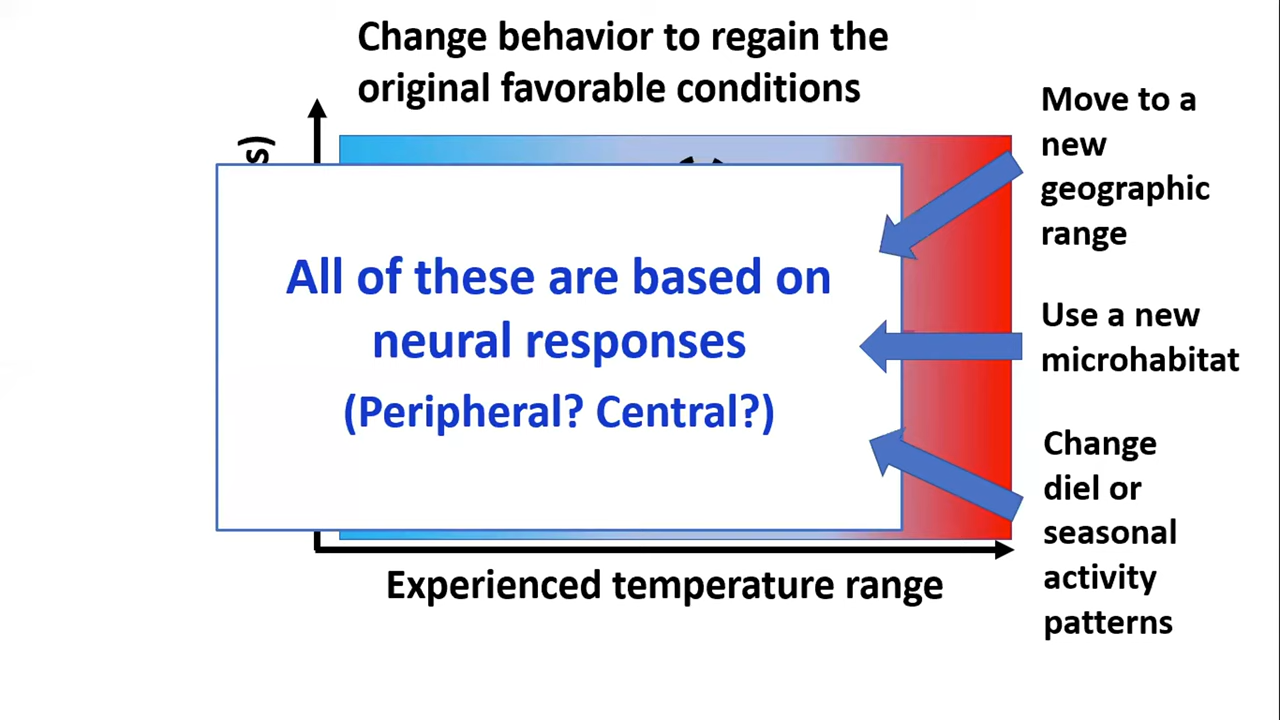 Change behavior to regain the
original favorable conditions
s)
All of these are based on
neural responses
(Peripheral? Central?)
Experienced temperature range
Move to a
new
geographic
range
Use a new
microhabitat
Change
diel or
seasonal
activity
patterns